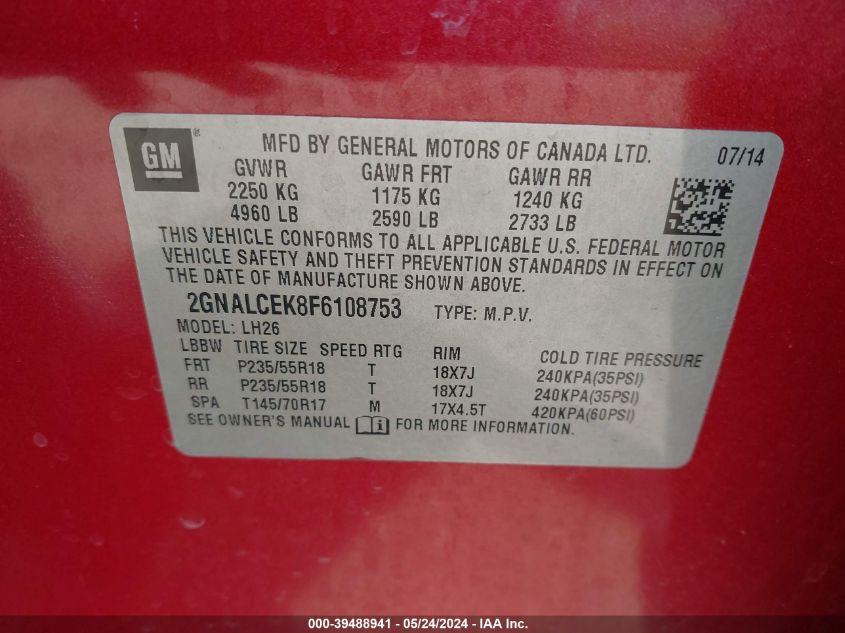 GM® MFD BY GENERAL MOTORS OF CANADA LTD. 07/14
GVWR GAWR FRT GAWR RR
2250 KG 1175 KG 1240 KG
4960 LB 2590 LB 2733 LB
THIS VEHICLE CONFORMS TO ALL APPLICABLE U.S. FEDERAL MOTOR
VEHICLE SAFETY AND THEFT PREVENTION STANDARDS IN EFFECT ON
THE DATE OF MANUFACTURE SHOWN ABOVE.
2GNALCEK8F6108753 TYPE: M.P.V.
MODEL: LH26
LBBW TIRE SIZE SPEED RTG RIM COLD TIRE PRESSURE
FRT P235/55R18 T 18X7J 240KPA(35PSI)
RR P235/55R18 T 18X7J 240KPA(35PSI)
SPA T145/70R17 M 17X4.5T 420KPA(60PSI)
SEE OWNER'S MANUAL i FOR MORE INFORMATION.
000-39488941 / 05/24/2024 - IAA Inc.